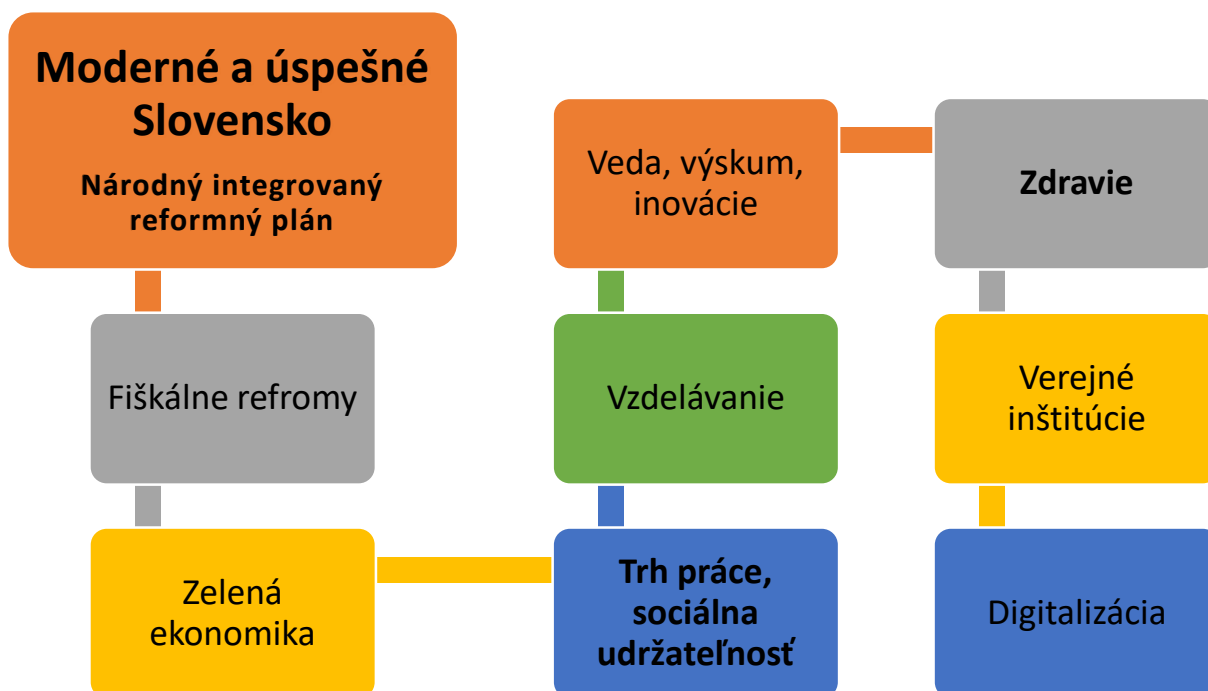 Moderné a úspešné
Slovensko
Národný integrovaný
reformný plán
Fiškálne refromy
Zelená
ekonomika
Trh práce,
sociálna
udržateľnosť
Vzdelávanie
Veda, výskum,
inovácie
Zdravie
Verejné
inštitúcie
Digitalizácia